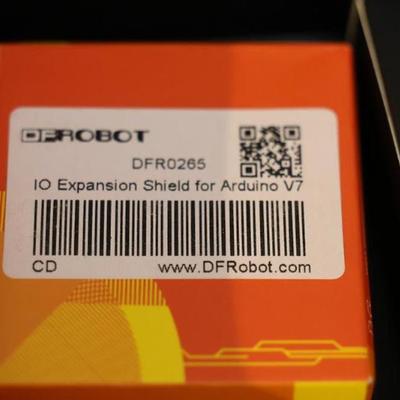 DFROBOT
DFR0265
IO Expansion Shield for Arduino V7
CD www.DFRobot.com